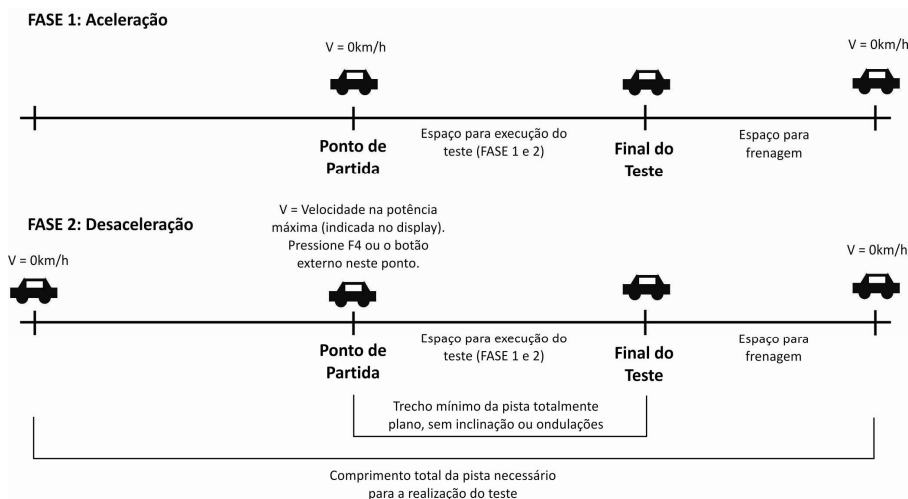 FASE 1: Aceleração
V = 0km/h
V = 0km/h
Ponto de
Partida
Espaço para execução do
teste (FASE 1 e 2)
Final do
Teste
Espaço para
frenagem
FASE 2: Desaceleração
V = Velocidade na potência
máxima (indicada no display).
Pressione F4 ou o botão
externo neste ponto.
V = 0km/h
V = 0km/h
Ponto de
Partida
Espaço para execução do
teste (FASE 1 e 2)
Final do
Teste
Espaço para
frenagem
Trecho mínimo da pista totalmente
plano, sem inclinação ou ondulações
Comprimento total da pista necessário
para a realização do teste